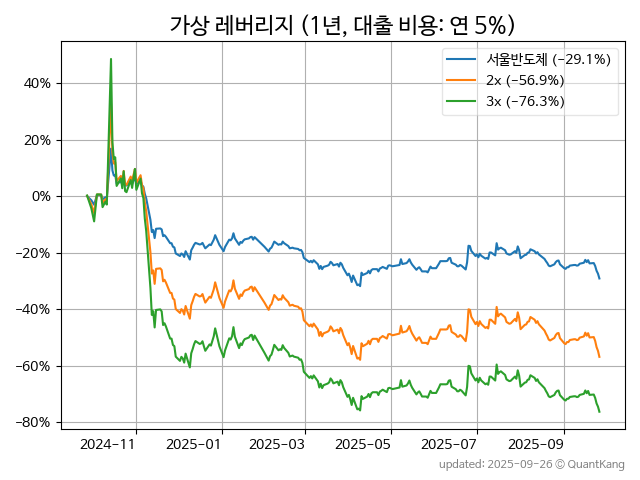 가상 레버리지 (1년, 대출 비용: 연 5%)
서울반도체 (−29.1%)
2x (−56.9%)
3x (−76.3%)
40%
20%
0%
−20%
−40%
−60%
−80%
2024-11
2025-01
2025-03
2025-05
2025-07
2025-09
updated: 2025-09-26 © QuantKang